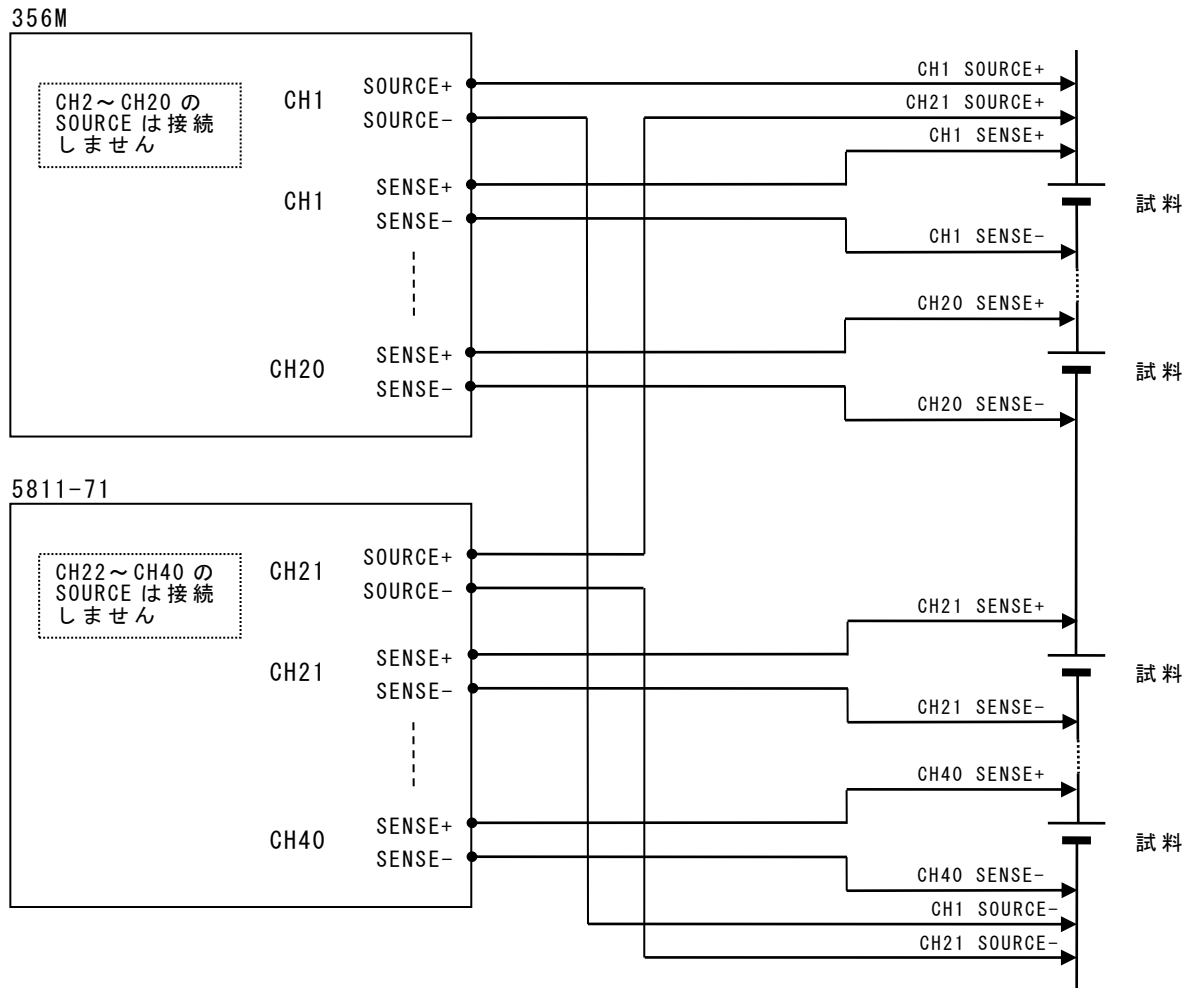 356M
CH2～CH20 の
SOURCE は接続
しません
CH1
SOURCE+
SOURCE-
CH1
SENSE+
SENSE-
CH20
SENSE+
SENSE-
CH1 SOURCE+
CH21 SOURCE+
CH1 SENSE+
試料
CH1 SENSE-
CH20 SENSE+
試料
CH20 SENSE-
5811-71
CH22～CH40 の
SOURCE は接続
しません
CH21
SOURCE+
SOURCE-
CH21
SENSE+
SENSE-
CH40
SENSE+
SENSE-
CH21 SENSE+
試料
CH21 SENSE-
CH40 SENSE+
試料
CH40 SENSE-
CH1 SOURCE-
CH21 SOURCE-